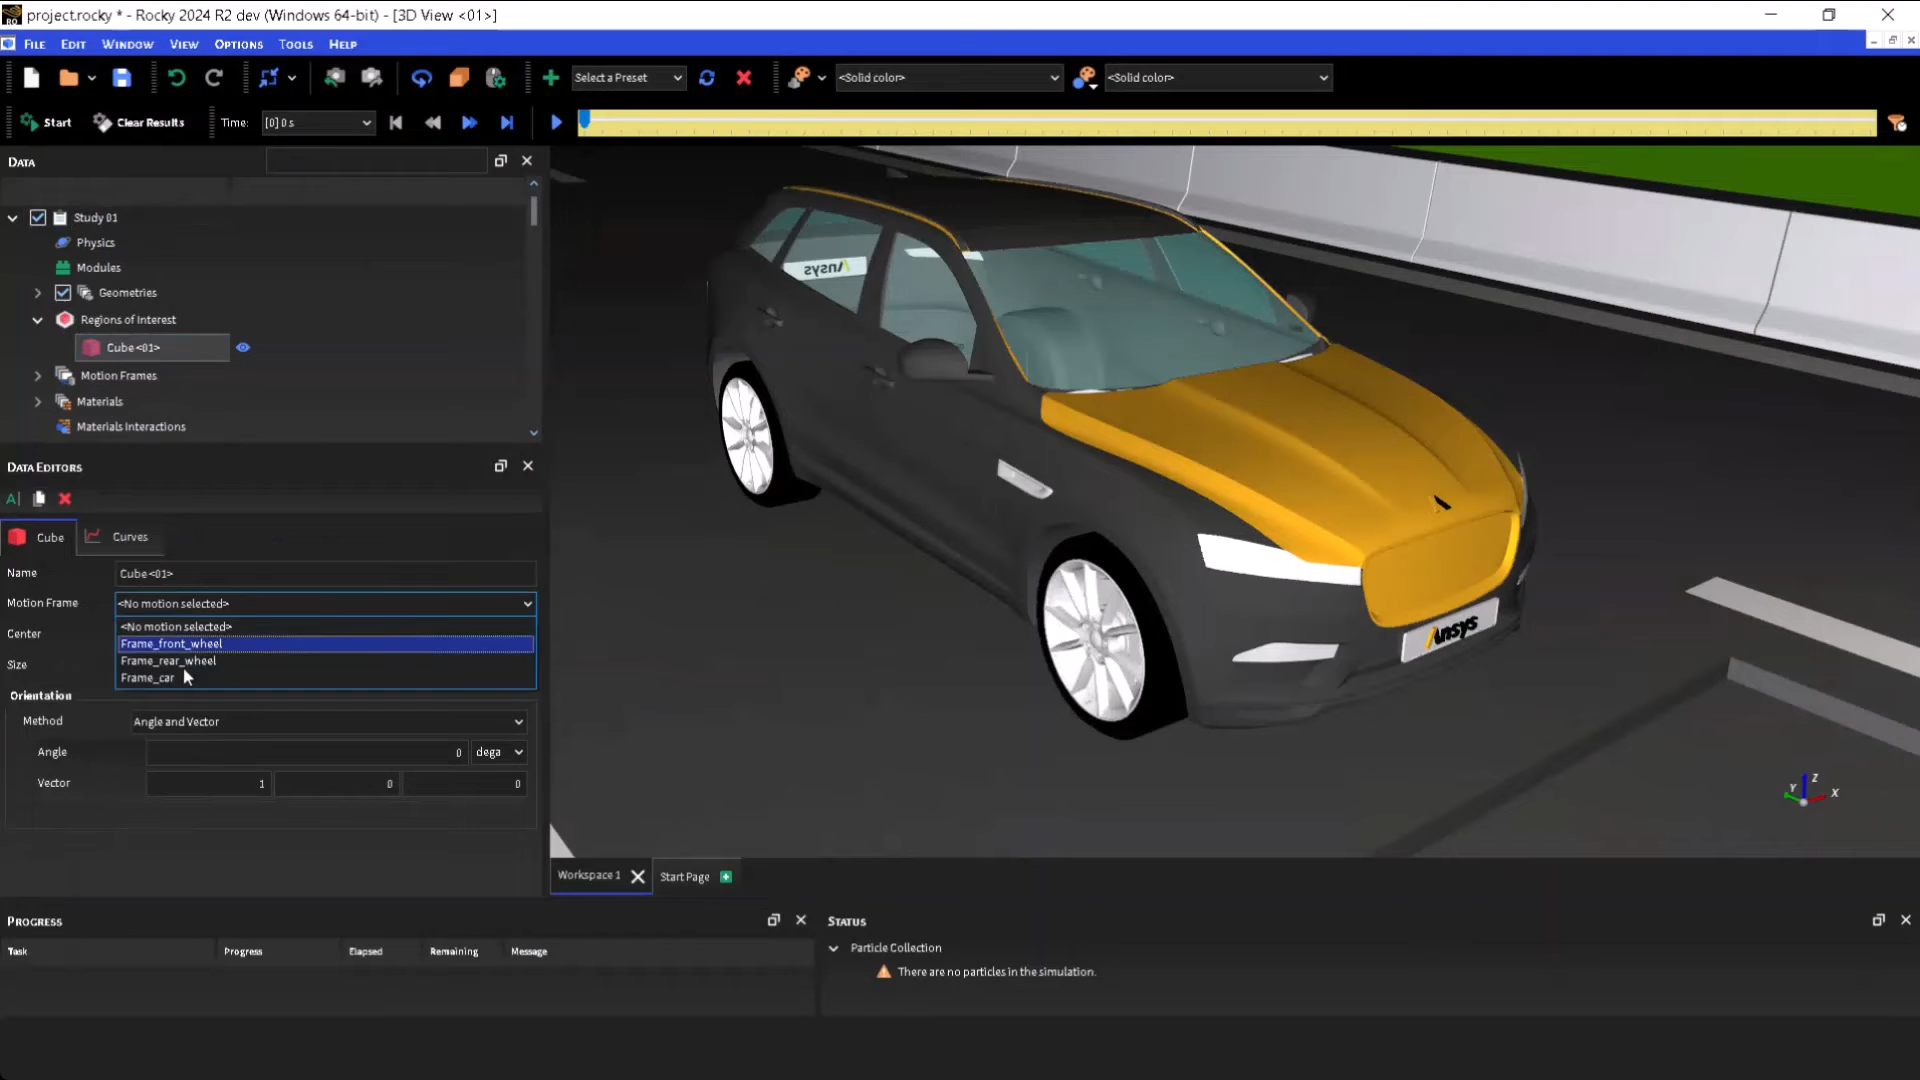 project.rocky * - Rocky 2024 R2 dev (Windows 64-bit) - [3D View <01>]
FILE EDIT WINDOW VIEW OPTIONS TOOLS HELP
Select a Preset <Solid color> <Solid color>
Start Clear Results Time: [0] 0 s
DATA
Study 01
Physics
Modules
Geometries
Regions of Interest
Cube <01>
Motion Frames
Materials
Materials Interactions
DATA EDITORS
Cube Curves
Name Cube <01>
Motion Frame <No motion selected>
<No motion selected>
Center
Frame_front_wheel
Frame_rear_wheel
Size
Frame_car
Orientation
Method Angle and Vector
Angle 0 dega
Vector 1 0 0
Ansys
Ansys
Z
Y
X
Workspace 1 Start Page
PROGRESS
Task Progress Elapsed Remaining Message
STATUS
Particle Collection
There are no particles in the simulation.